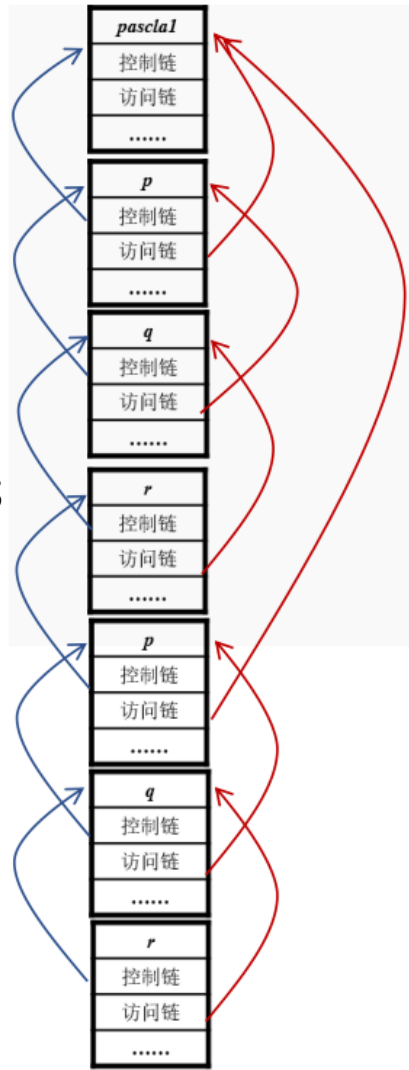 pascla1
控制链
访问链
......
p
控制链
访问链
......
q
控制链
访问链
......
r
控制链
访问链
......
p
控制链
访问链
......
q
控制链
访问链
......
r
控制链
访问链
......